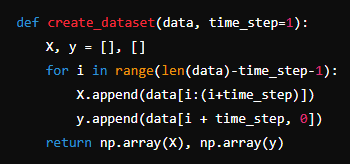 def create_dataset(data, time_step=1):
    X, y = [], []
    for i in range(len(data)-time_step-1):
        X.append(data[i:(i+time_step)])
        y.append(data[i + time_step, 0])
    return np.array(X), np.array(y)